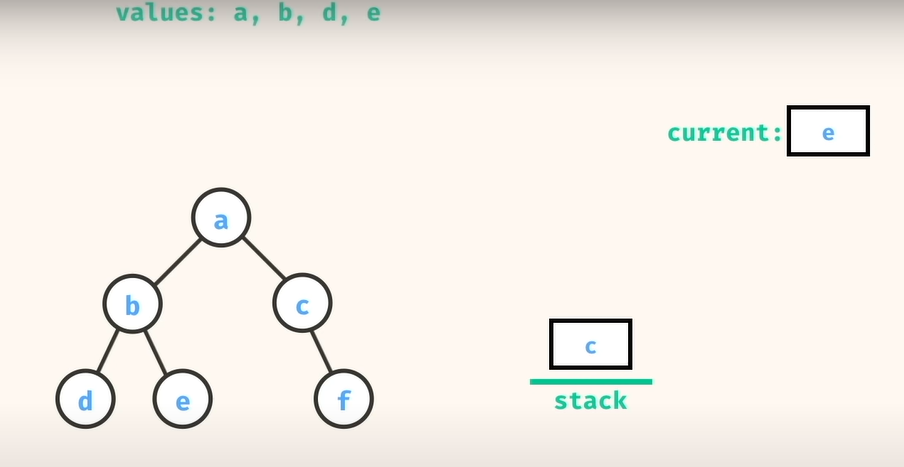 values: a, b, d, e
current: e
a
b c
c
d e f
stack